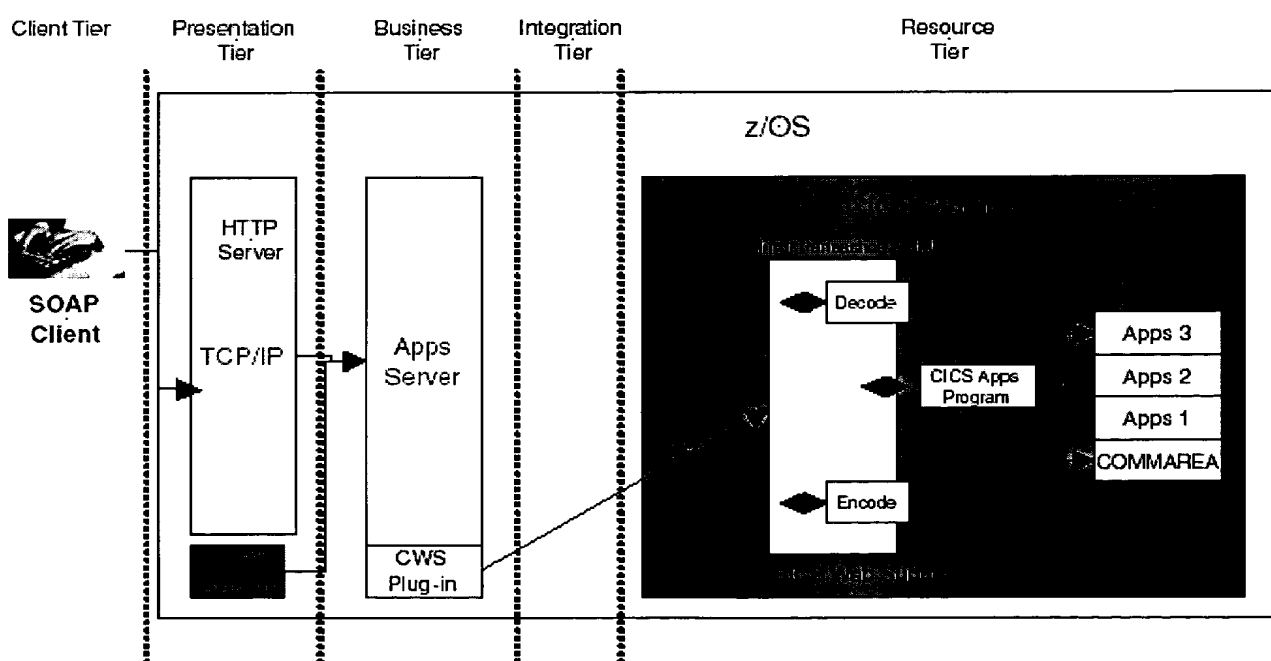 Client Tier
Presentation
Tier
Business
Tier
Integration
Tier
Resource
Tier
z/OS
HTTP
Server
TCP/IP
SOAP
Client
Apps
Server
CWS
Plug-in
Decode
CICS Apps
Program
Encode
Apps 3
Apps 2
Apps 1
COMMAREA